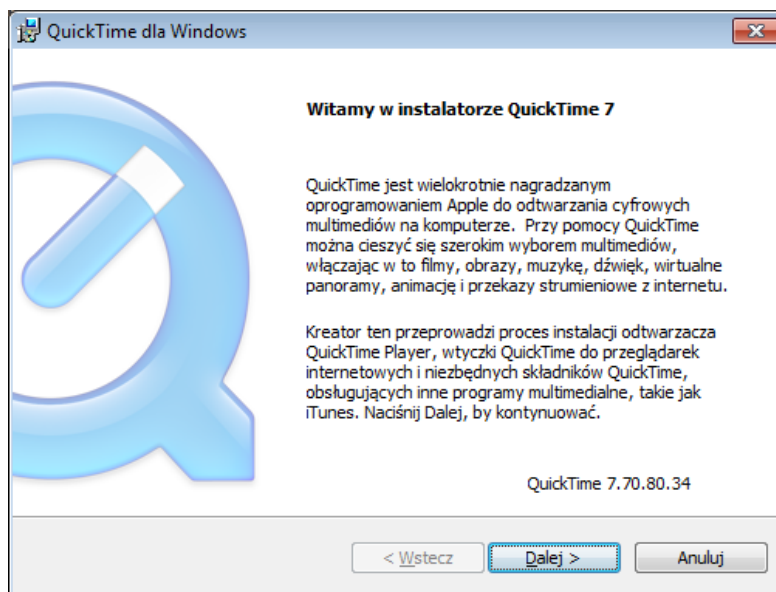 QuickTime dla Windows
Witamy w instalatorze QuickTime 7
QuickTime jest wielokrotnie nagradzanym
oprogramowaniem Apple do odtwarzania cyfrowych
multimediów na komputerze.  Przy pomocy QuickTime
można cieszyć się szerokim wyborem multimediów,
włączając w to filmy, obrazy, muzykę, dźwięk, wirtualne
panoramy, animację i przekazy strumieniowe z internetu.
Kreator ten przeprowadzi proces instalacji odtwarzacza
QuickTime Player, wtyczki QuickTime do przeglądarek
internetowych i niezbędnych składników QuickTime,
obsługujących inne programy multimedialne, takie jak
iTunes. Naciśnij Dalej, by kontynuować.
QuickTime 7.70.80.34
< Wstecz
Dalej >
Anuluj